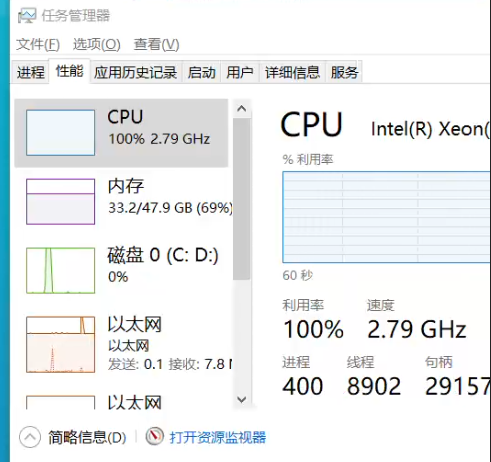 任务管理器
文件(F) 选项(O) 查看(V)
进程 性能 应用历史记录 启动 用户 详细信息 服务
CPU
100% 2.79 GHz
内存
33.2/47.9 GB (69%)
磁盘 0 (C: D:)
0%
以太网
以太网
发送: 0.1 接收: 7.8
以太网
CPU Intel(R) Xeon(
% 利用率
60 秒
利用率 速度
100% 2.79 GHz
进程 线程 句柄
400 8902 29157
简略信息(D) 打开资源监视器